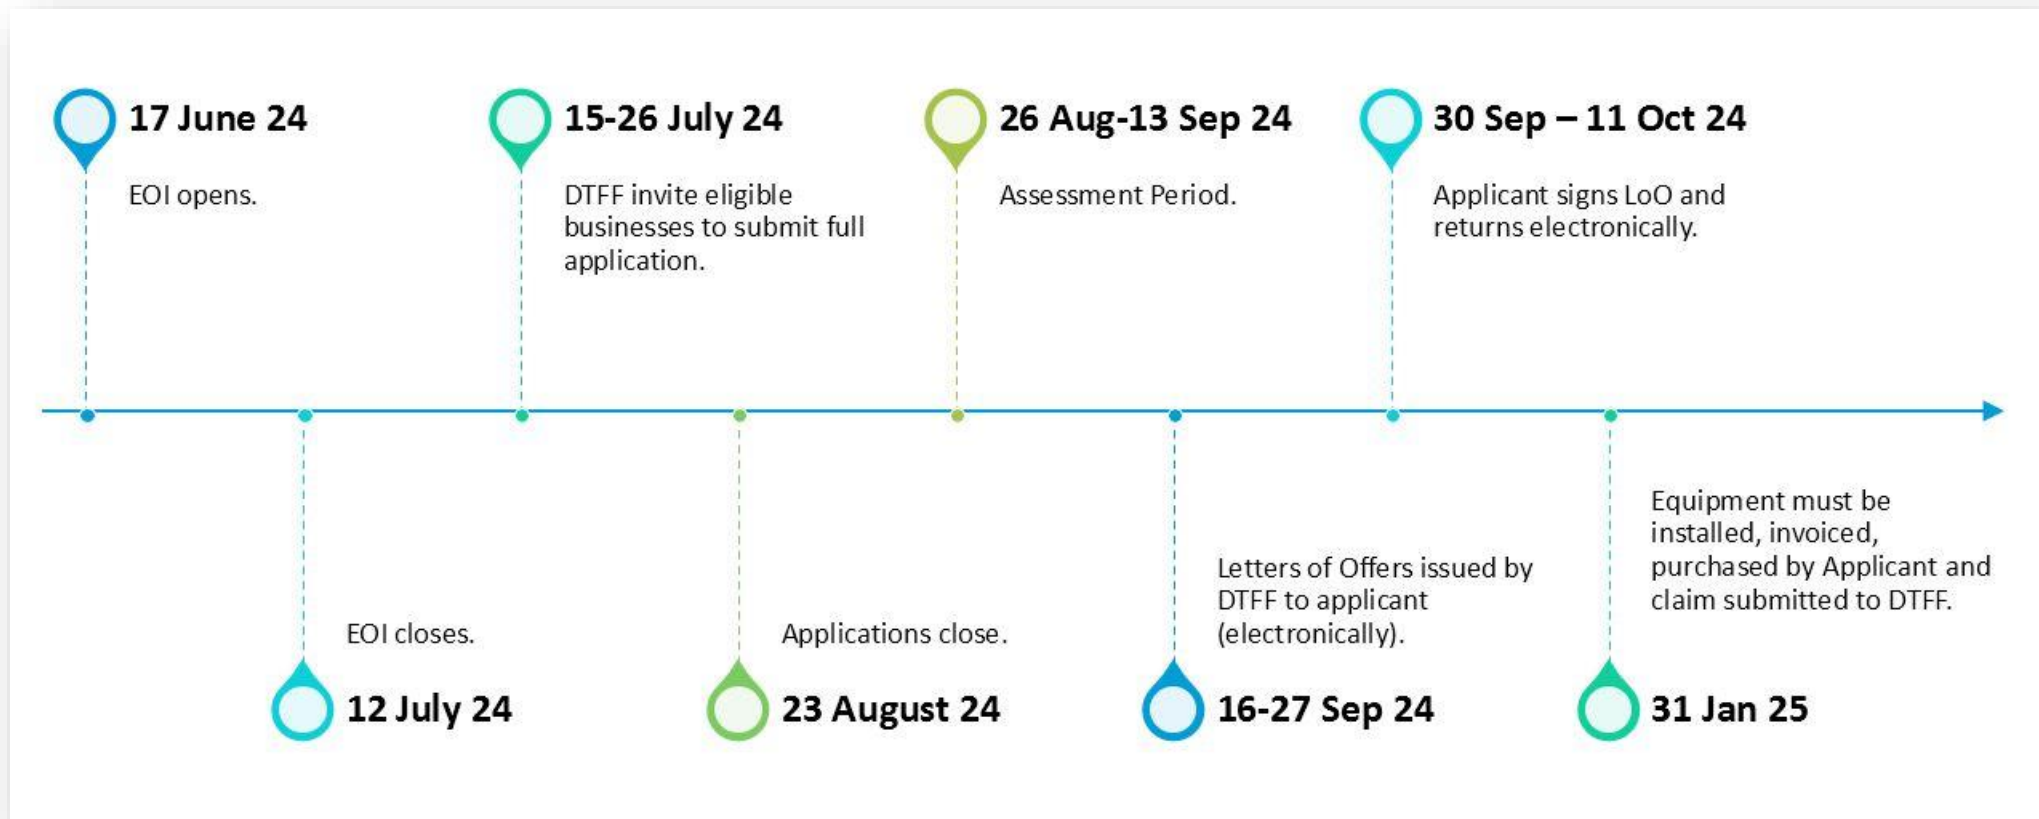 17 June 24
EOI opens.
12 July 24
EOI closes.
15-26 July 24
DTFF invite eligible
businesses to submit full
application.
23 August 24
Applications close.
26 Aug-13 Sep 24
Assessment Period.
16-27 Sep 24
Letters of Offers issued by
DTFF to applicant
(electronically).
30 Sep – 11 Oct 24
Applicant signs LoO and
returns electronically.
31 Jan 25
Equipment must be
installed, invoiced,
purchased by Applicant and
claim submitted to DTFF.